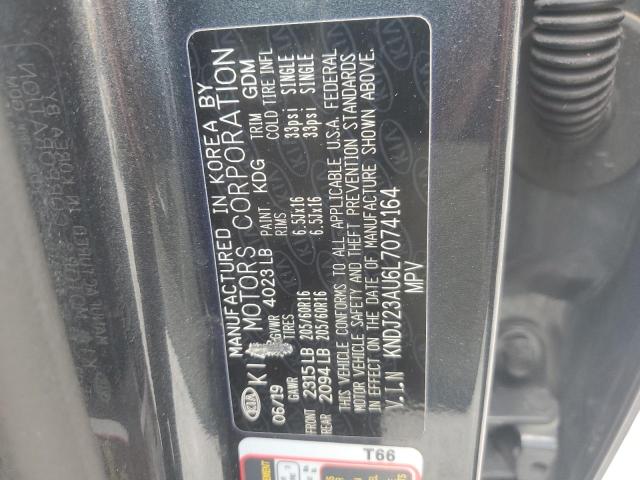 MANUFACTURED IN KOREA BY
KIA MOTORS CORPORATION
06/19 GVWR 4023 LB PAINT KDG TRIM GDM
GAWR TIRES RIMS COLD TIRE INFL
FRONT 2315 LB 205/60R16 6.5Jx16 33psi SINGLE
REAR 2094 LB 205/60R16 6.5Jx16 33psi SINGLE
THIS VEHICLE CONFORMS TO ALL APPLICABLE U.S.A. FEDERAL
MOTOR VEHICLE SAFETY AND THEFT PREVENTION STANDARDS
IN EFFECT ON THE DATE OF MANUFACTURE SHOWN ABOVE.
V.I.N KNDJ23AU6L7074164
MPV
T66